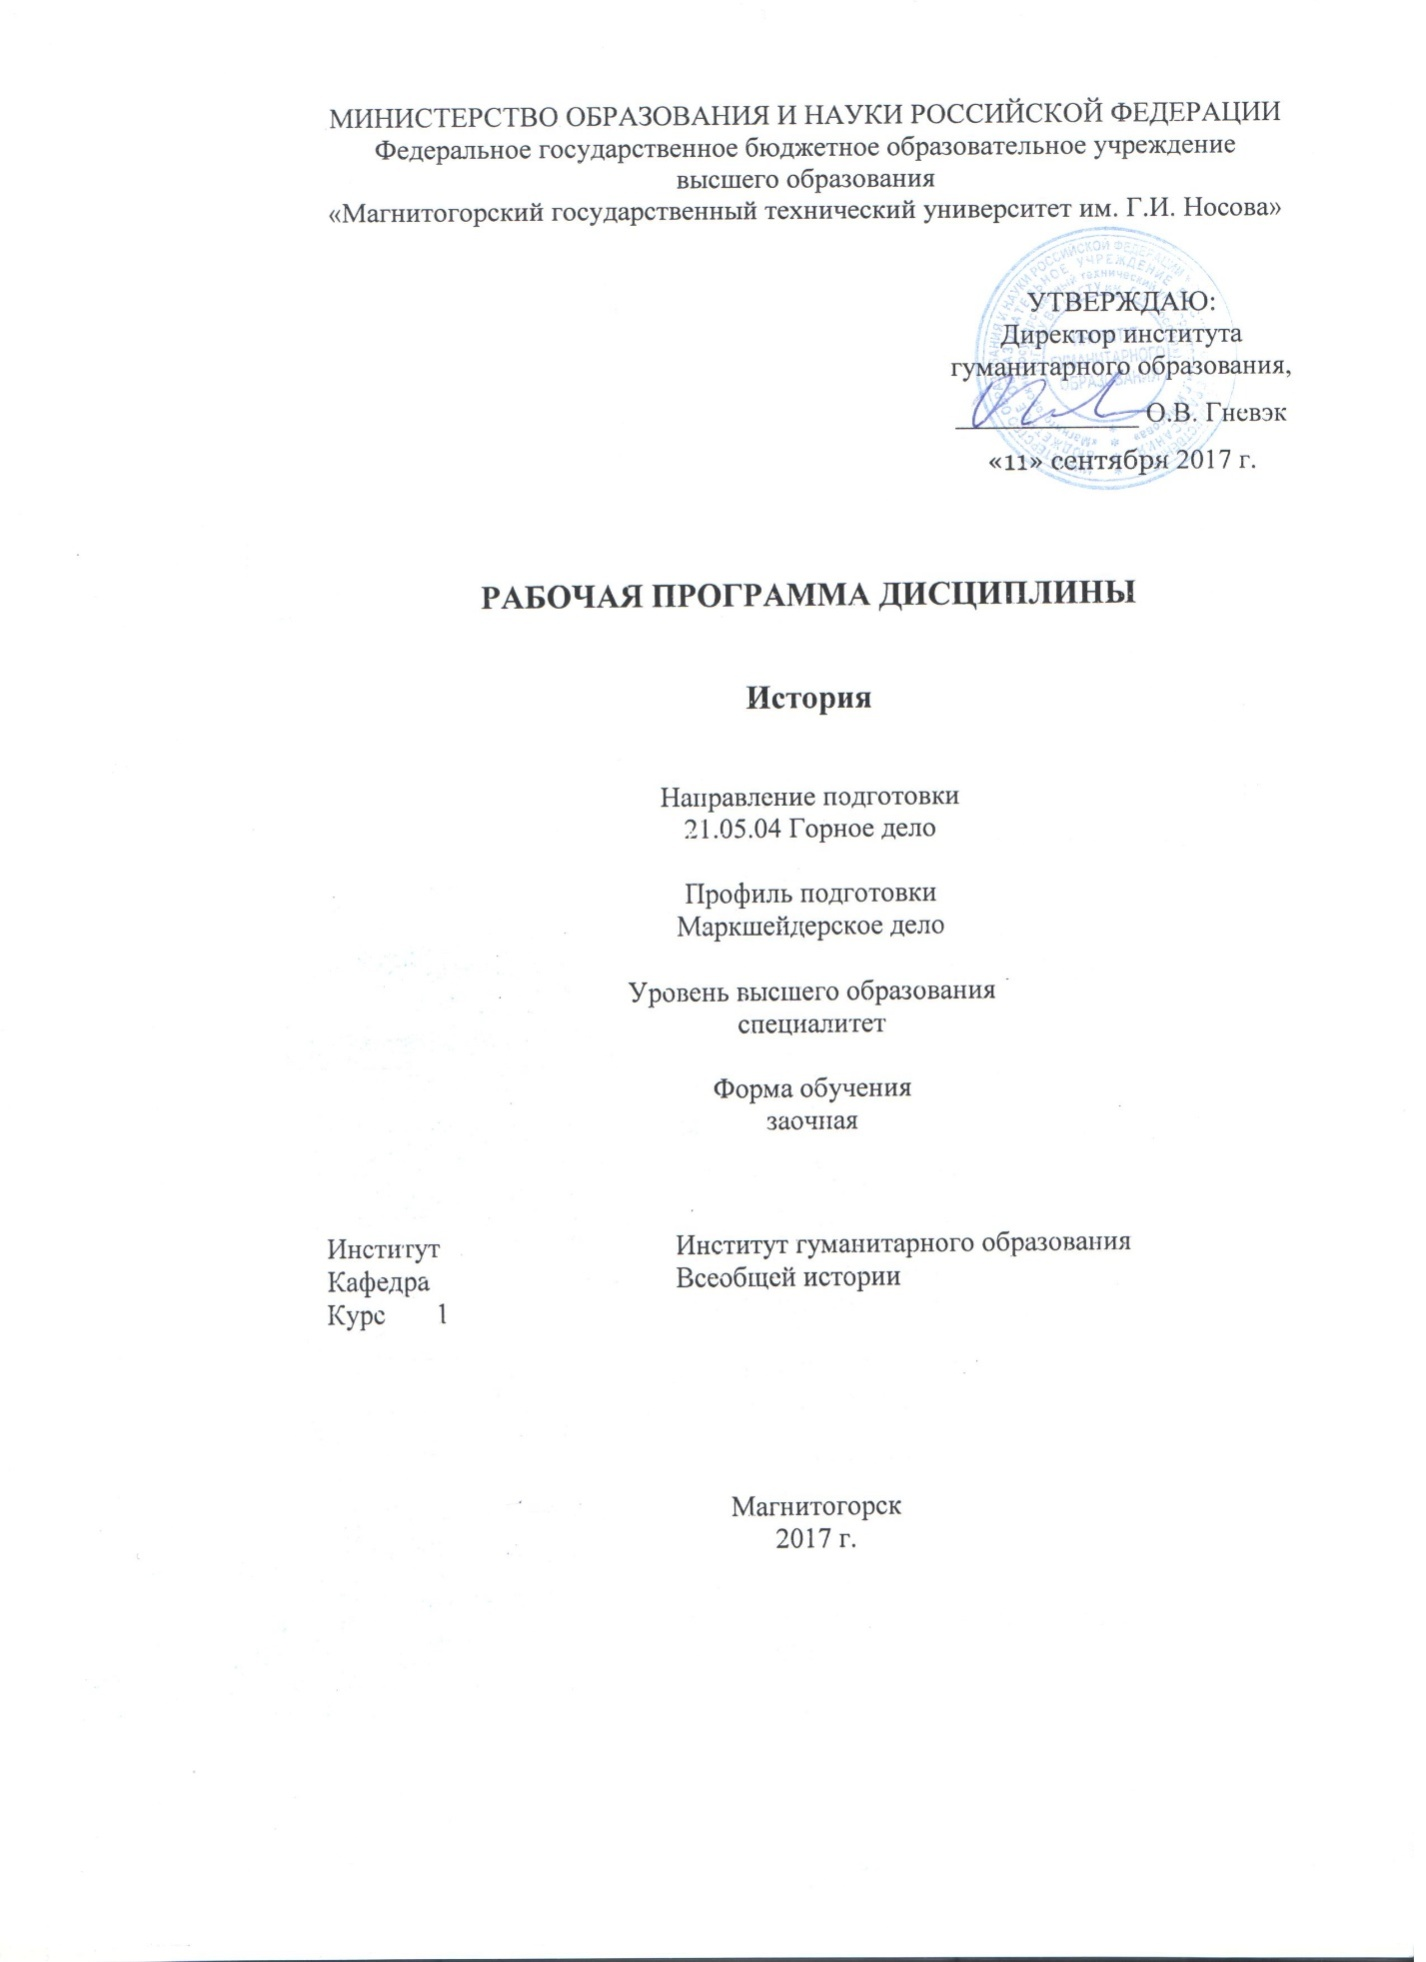 МИНИСТЕРСТВО ОБРАЗОВАНИЯ И НАУКИ РОССИЙСКОЙ ФЕДЕРАЦИИ
Федеральное государственное бюджетное образовательное учреждение
высшего образования
«Магнитогорский государственный технический университет им. Г.И. Носова»
УТВЕРЖДАЮ:
Директор института
гуманитарного образования,
О.В. Гневэк
«11» сентября 2017 г.
РАБОЧАЯ ПРОГРАММА ДИСЦИПЛИНЫ
История
Направление подготовки
21.05.04 Горное дело
Профиль подготовки
Маркшейдерское дело
Уровень высшего образования
специалитет
Форма обучения
заочная
Институт Институт гуманитарного образования
Кафедра Всеобщей истории
Курс 1
Магнитогорск
2017 г.